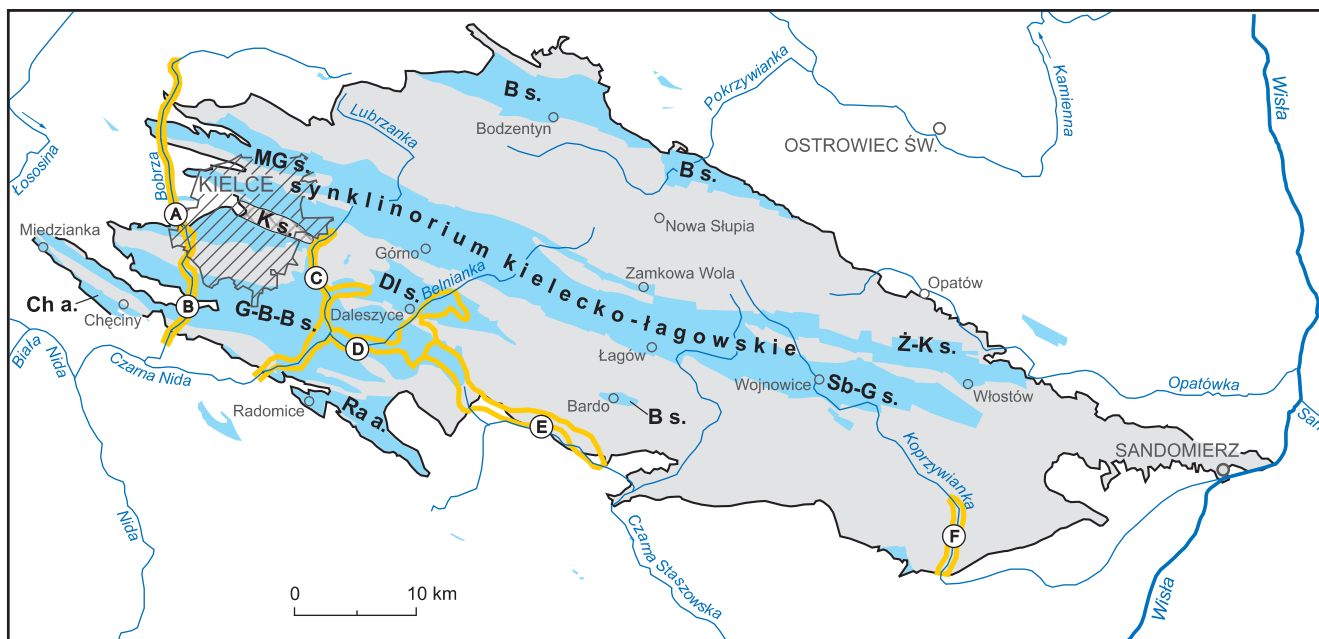 Wisła
Kamienna
Pokrzywianka
OSTROWIEC ŚW.
B s.
Bodzentyn
Lubrzanka
Łososina
Bobrza
MG s.
KIELCE
synklinorium kielecko-łagowskie
B s.
A
K s.
Nowa Słupia
Miedzianka
Górno
C
Zamkowa Wola
Belnianka
Dl s.
Opatów
Ch a.
Chęciny
B
G-B-B s.
Daleszyce
D
Łagów
Ż-K s.
Biała
Nida
Czarna Nida
Wojnowice
Sb-G s.
Włostów
Opatówka
Radomice
Ra a.
Bardo
B s.
San
E
Koprzywianka
SANDOMIERZ
Nida
Czarna Staszowska
F
Wisła
0
10 km